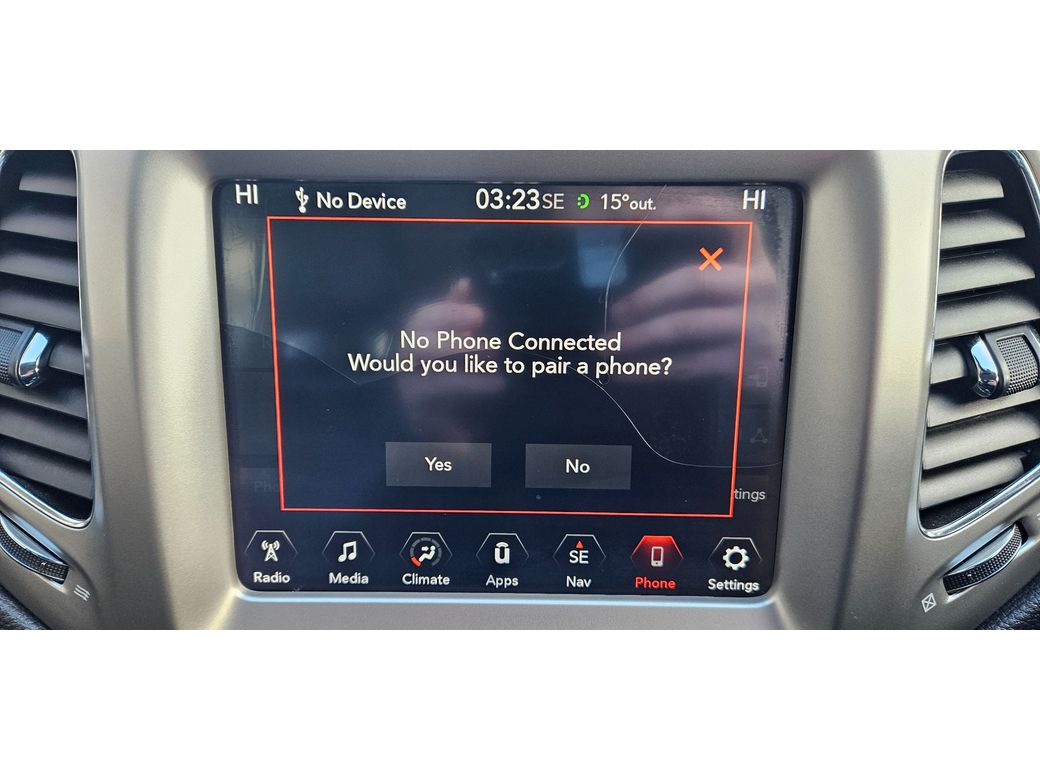 HI No Device 03:23 SE 15° out. HI
No Phone Connected
Would you like to pair a phone?
Yes No
tings
Radio Media Climate Apps SE Nav Phone Settings